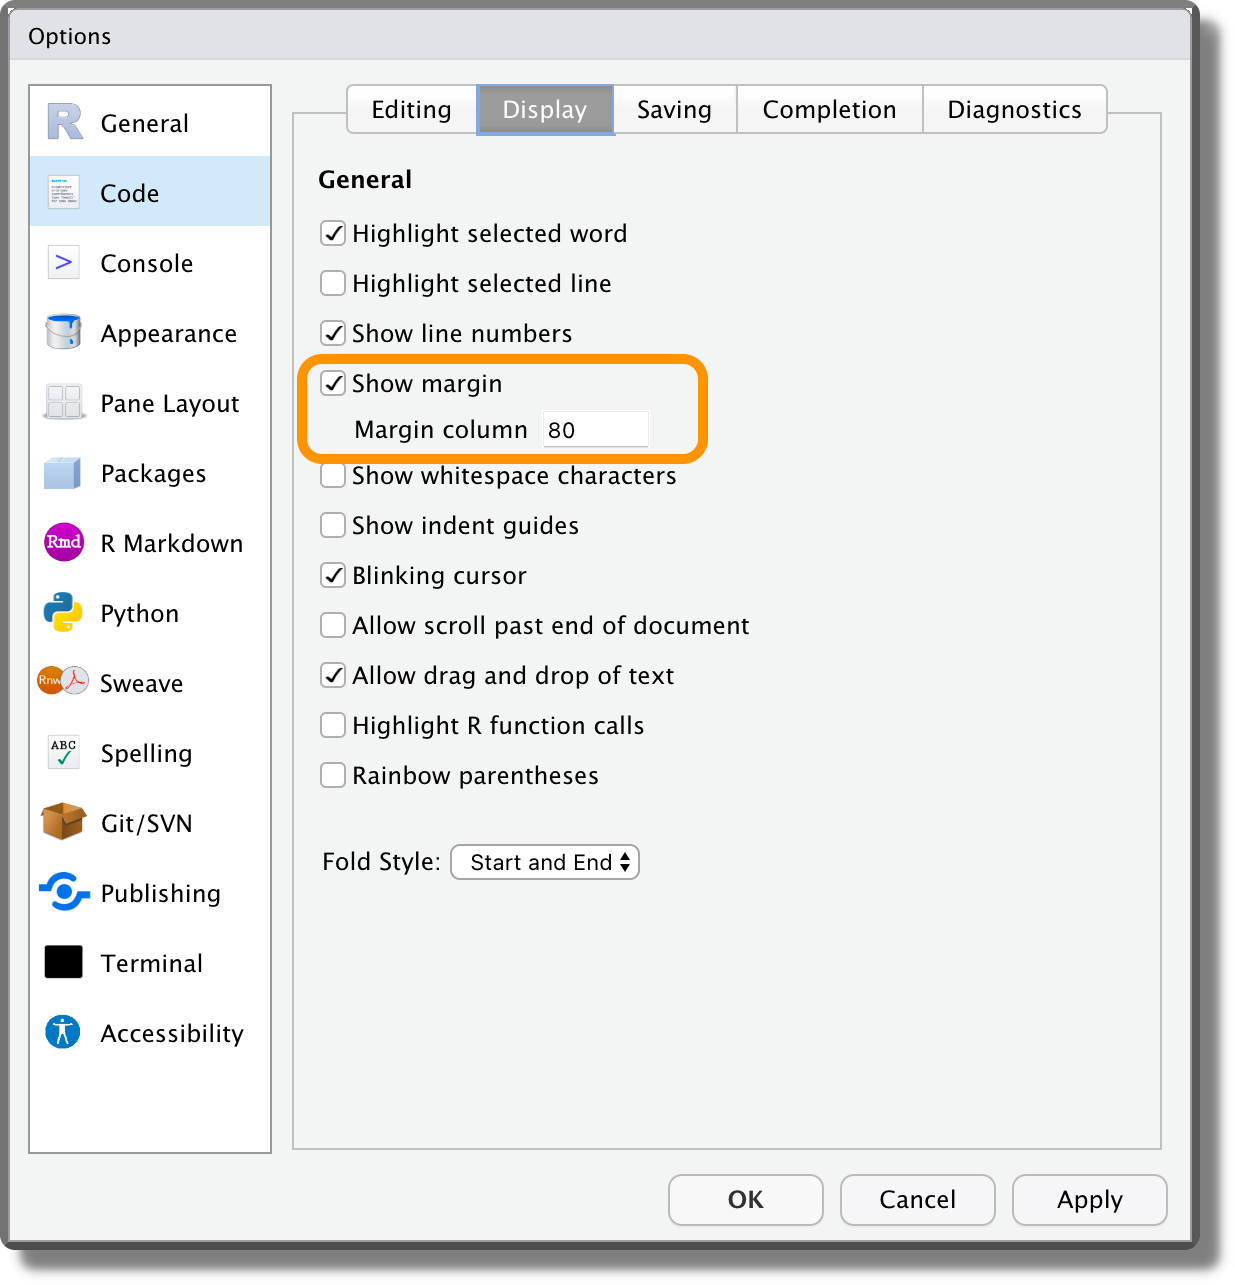 Options
General
Code
Console
Appearance
Pane Layout
Packages
Rmd R Markdown
Python
Rnw Sweave
ABC Spelling
Git/SVN
Publishing
Terminal
Accessibility
Editing Display Saving Completion Diagnostics
General
Highlight selected word
Highlight selected line
Show line numbers
Show margin
Margin column 80
Show whitespace characters
Show indent guides
Blinking cursor
Allow scroll past end of document
Allow drag and drop of text
Highlight R function calls
Rainbow parentheses
Fold Style: Start and End
OK Cancel Apply